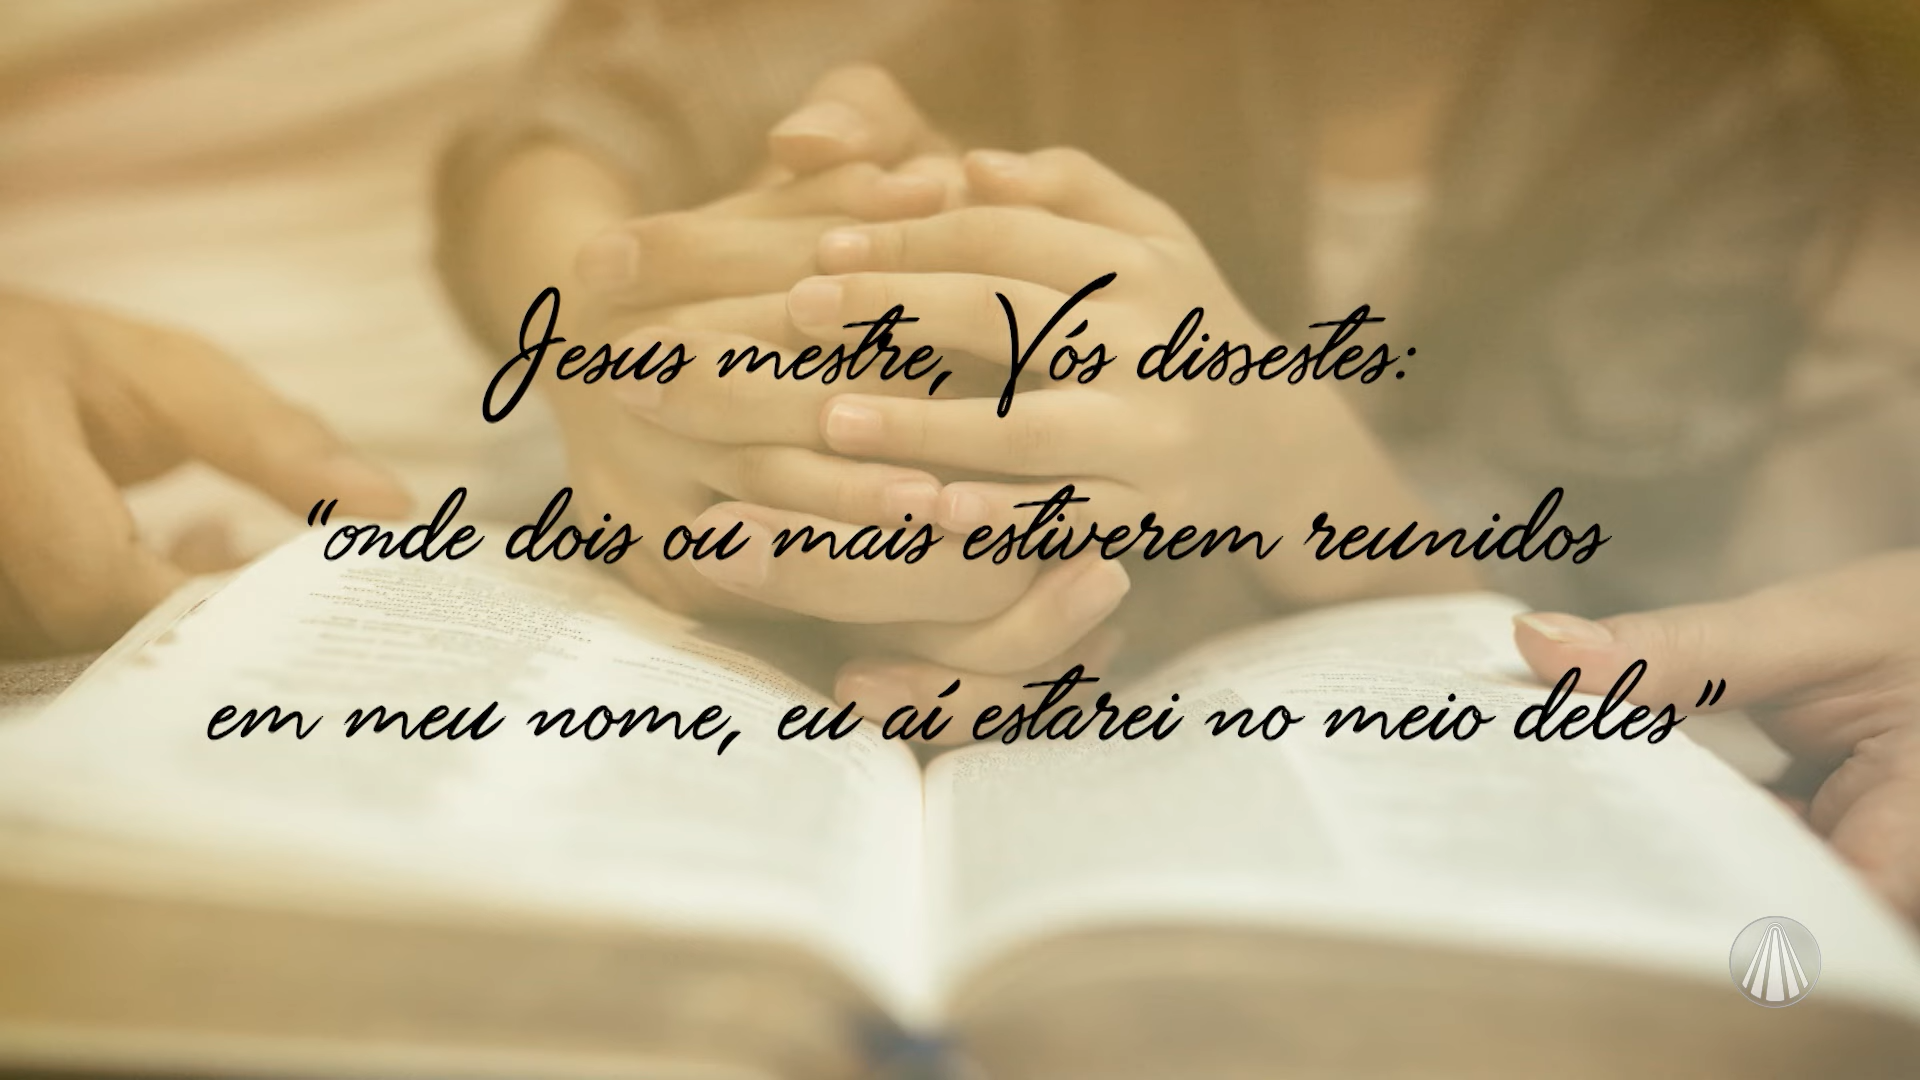 Jesus mestre, Vós dissestes:
“onde dois ou mais estiverem reunidos
em meu nome, eu aí estarei no meio deles”